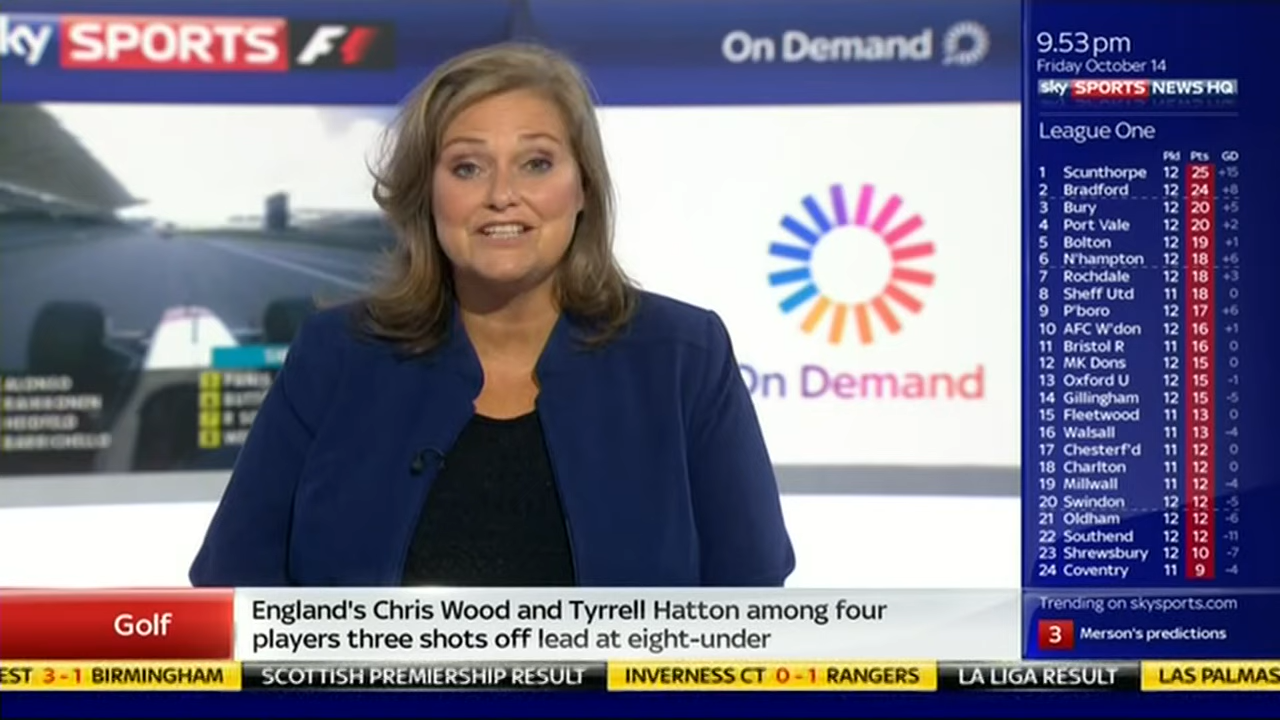 sky SPORTS F1
On Demand
ALONSO
On Demand
9.53pm
Friday October 14
sky SPORTS NEWS HQ
League One
Pld Pts GD
1 Scunthorpe 12 25 +15
2 Bradford 12 24 +8
3 Bury 12 20 +5
4 Port Vale 12 20 +2
5 Bolton 12 19 +1
6 N'hampton 12 18 +6
7 Rochdale 12 18 +3
8 Sheff Utd 11 18 0
9 P'boro 12 17 +6
10 AFC W'don 12 16 +1
11 Bristol R 11 16 0
12 MK Dons 12 15 0
13 Oxford U 12 15 -1
14 Gillingham 12 15 -5
15 Fleetwood 11 13 0
16 Walsall 11 13 -4
17 Chesterf'd 11 12 0
18 Charlton 11 12 0
19 Millwall 11 12 -4
20 Swindon 12 12 -5
21 Oldham 12 12 -6
22 Southend 12 12 -11
23 Shrewsbury 12 10 -7
24 Coventry 11 9 -4
Trending on skysports.com
3 Merson's predictions
Golf
England's Chris Wood and Tyrrell Hatton among four
players three shots off lead at eight-under
EST 3-1 BIRMINGHAM SCOTTISH PREMIERSHIP RESULT INVERNESS CT 0-1 RANGERS LA LIGA RESULT LAS PALMAS